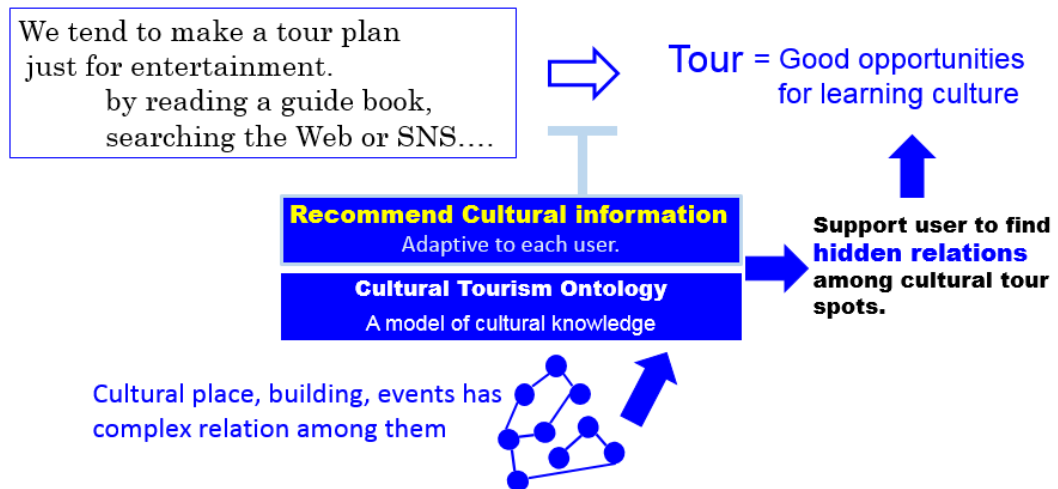 We tend to make a tour plan
just for entertainment.
by reading a guide book,
searching the Web or SNS....
Tour = Good opportunities
for learning culture
Recommend Cultural information
Adaptive to each user.
Cultural Tourism Ontology
A model of cultural knowledge
Support user to find
hidden relations
among cultural tour
spots.
Cultural place, building, events has
complex relation among them